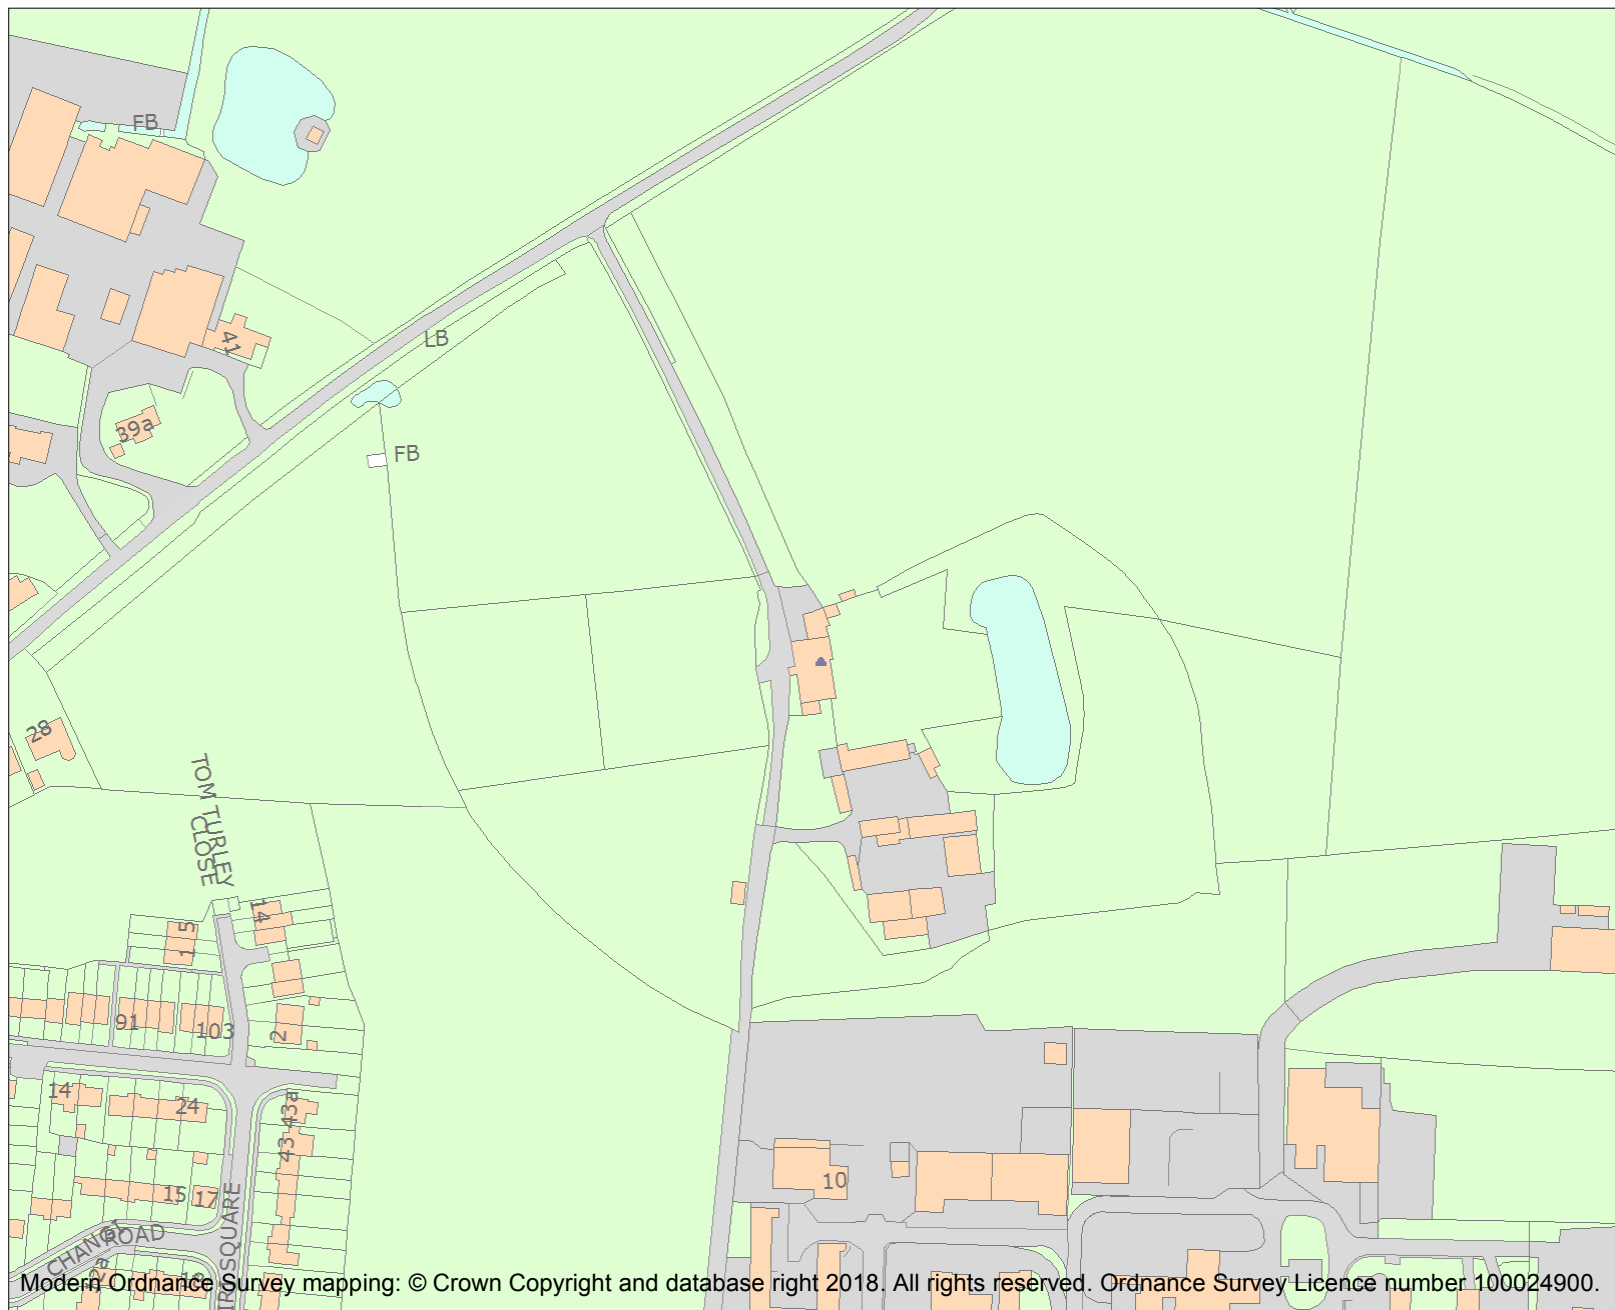 FB
41
LB
39a
FB
28
TOM TURLEY
CLOSE
14
5
1
91
103
2
14
24
43a
43
15
17
10
ROAD
SQUARE
Modern Ordnance Survey mapping: © Crown Copyright and database right 2018. All rights reserved. Ordnance Survey Licence number 100024900.